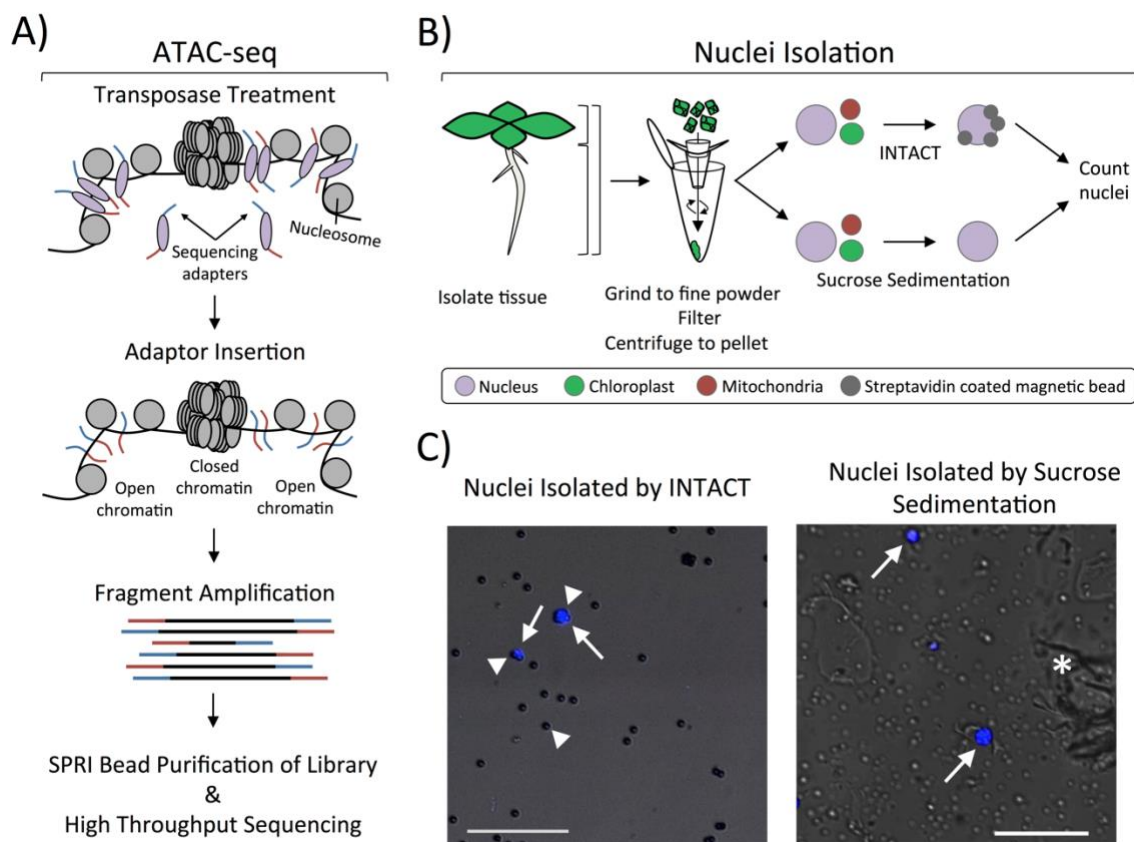 A)
ATAC-seq
Transposase Treatment
Nucleosome
Sequencing
adapters
Adaptor Insertion
Open
chromatin
Closed
chromatin
Open
chromatin
Fragment Amplification
SPRI Bead Purification of Library
&
High Throughput Sequencing
B)
Nuclei Isolation
Isolate tissue
Grind to fine powder
Filter
Centrifuge to pellet
INTACT
Sucrose Sedimentation
Count
nuclei
Nucleus
Chloroplast
Mitochondria
Streptavidin coated magnetic bead
C)
Nuclei Isolated by INTACT
Nuclei Isolated by Sucrose
Sedimentation
*